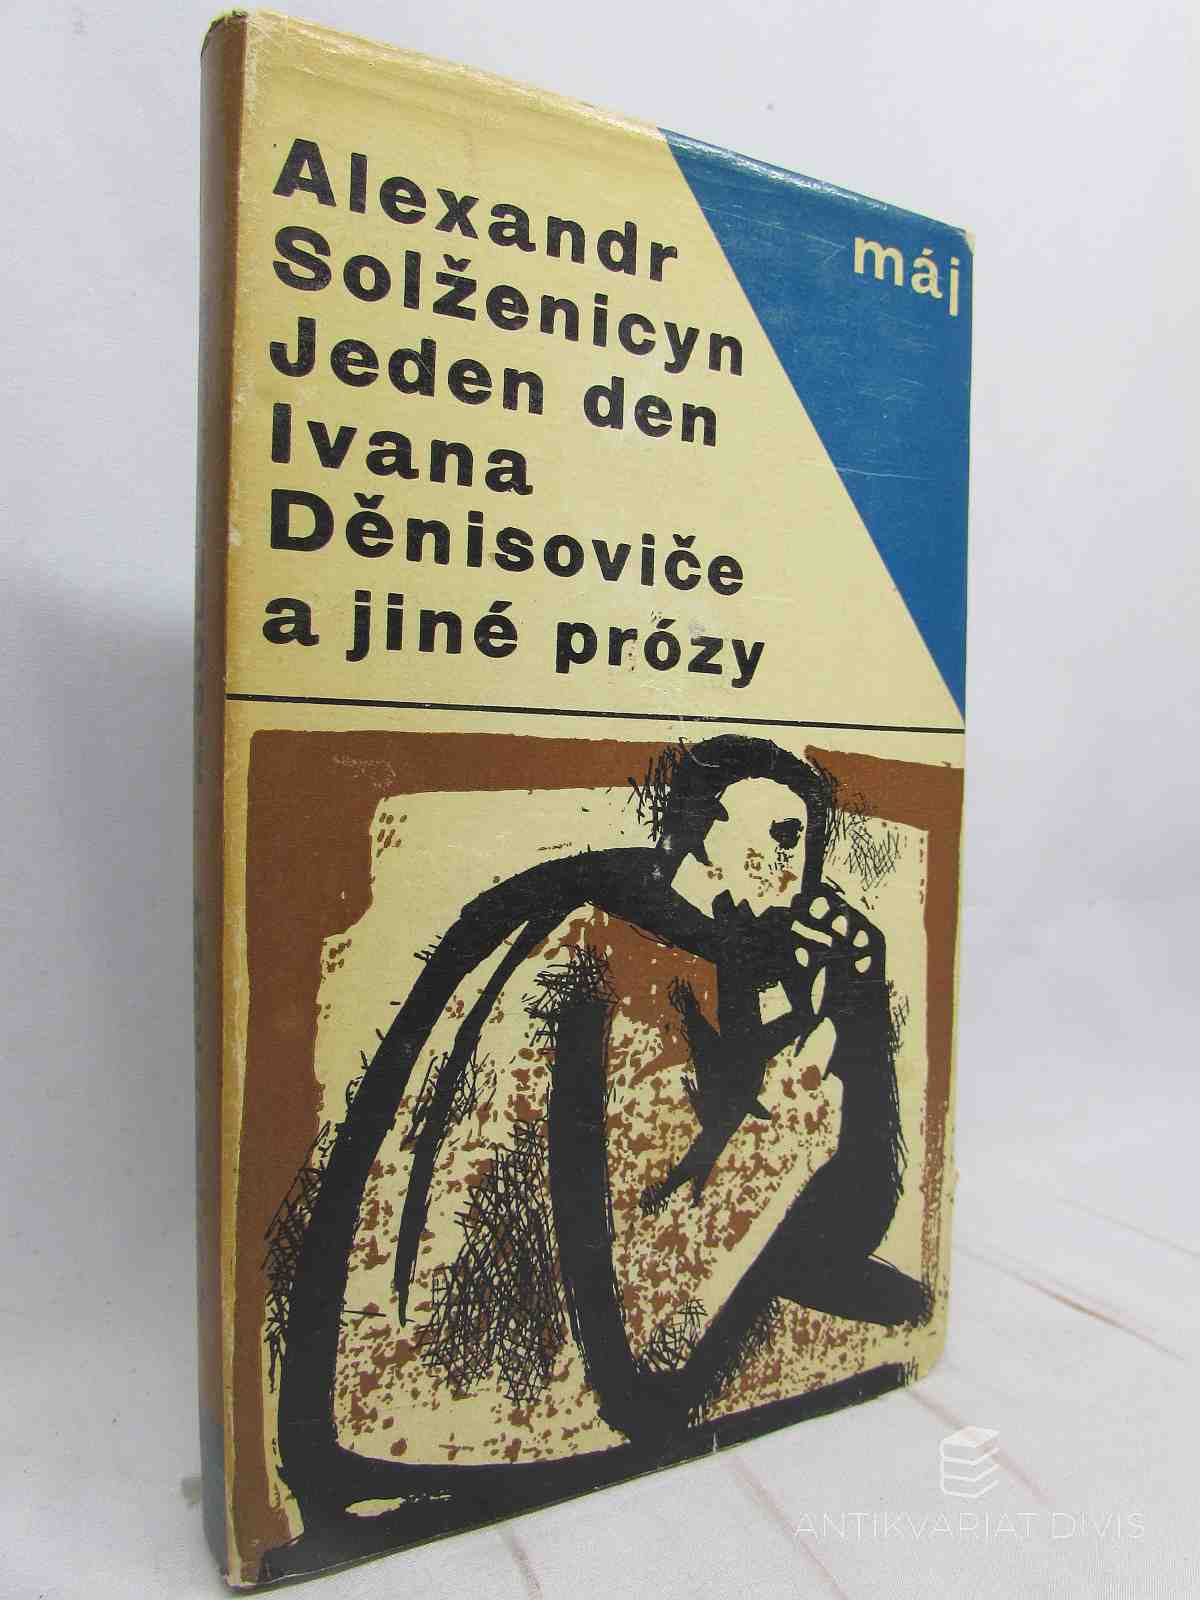 máj
Alexandr
Solženicyn
Jeden den
Ivana
Děnisoviče
a jiné prózy
ANTIKVARIAT DIVIS